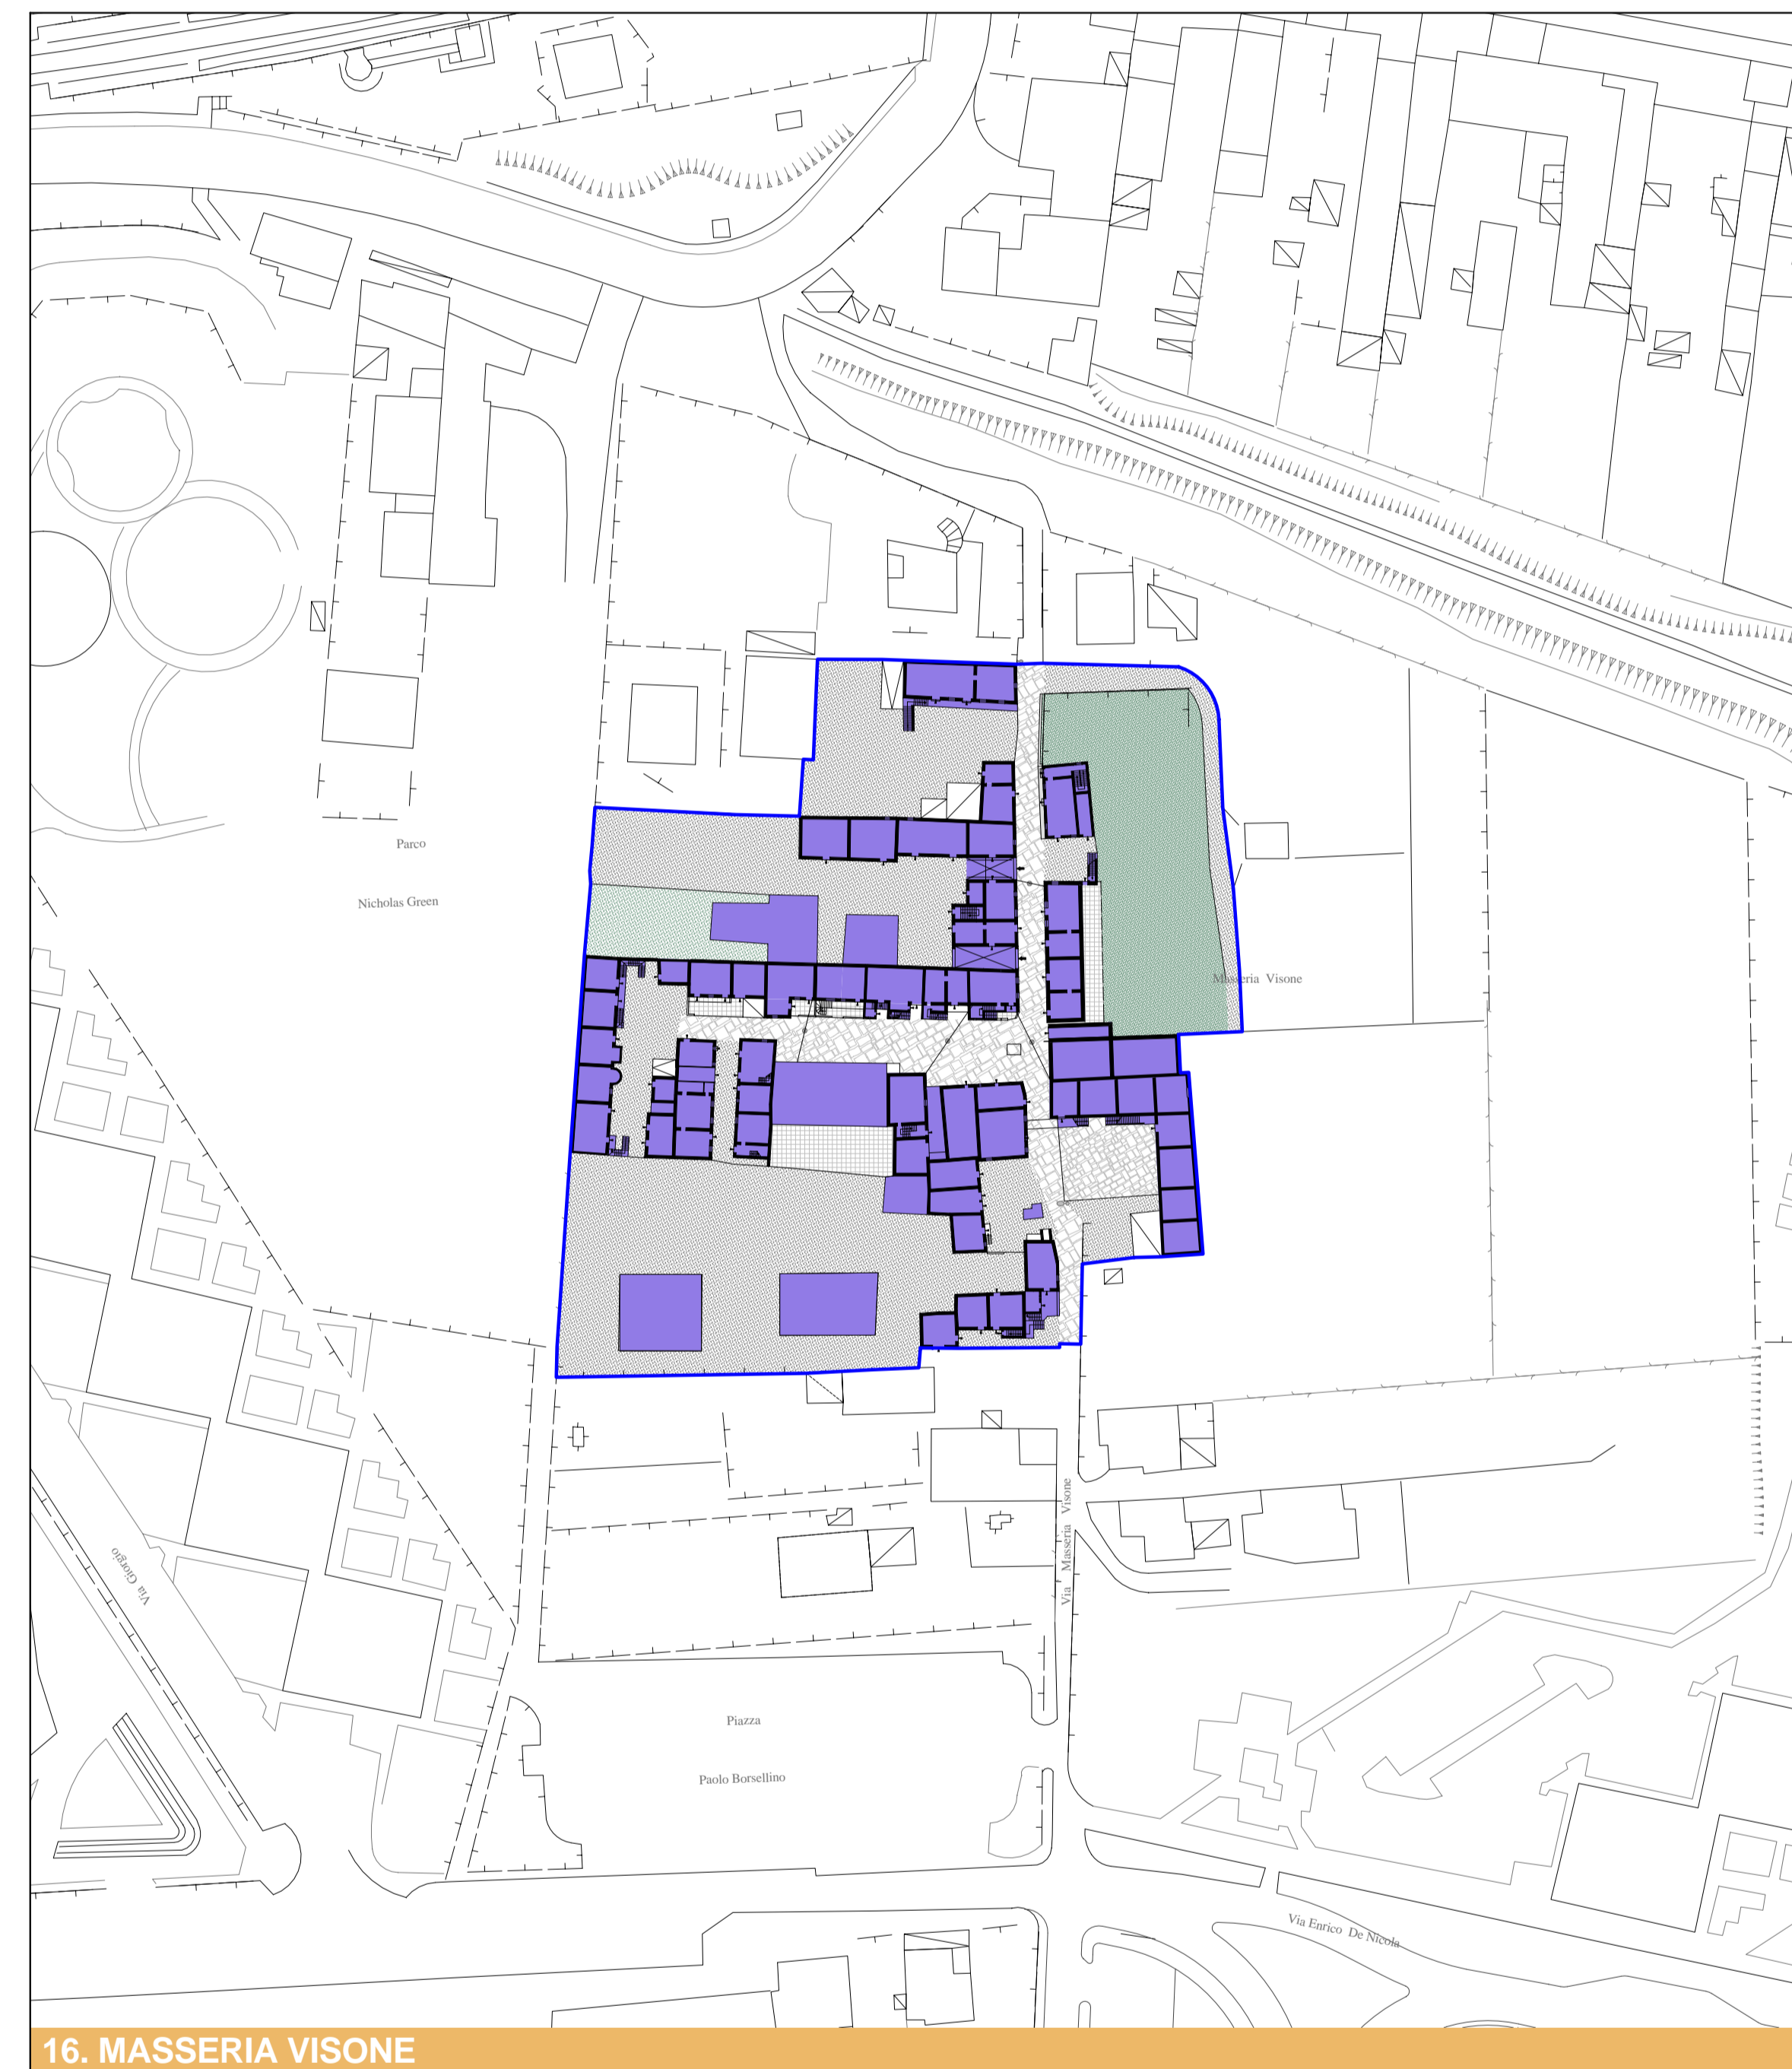 Parco
Nicholas Green
Masseria Visone
Via Masseria Visone
Via Giorgio
Piazza
Paolo Borsellino
Via Enrico De Nicola
16. MASSERIA VISONE